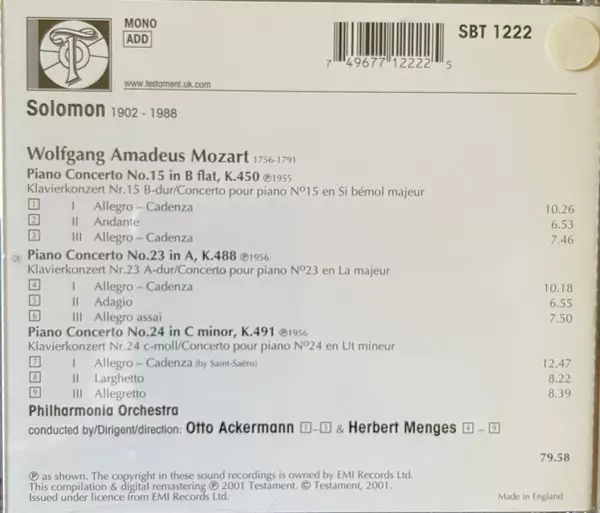 MONO
ADD
SBT 1222
7 49677 12222 5
www.testament.uk.com
Solomon 1902 - 1988
Wolfgang Amadeus Mozart 1756-1791
Piano Concerto No.15 in B flat, K.450 ℗1955
Klavierkonzert Nr.15 B-dur/Concerto pour piano Nº15 en Si bémol majeur
1 I Allegro – Cadenza 10.26
2 II Andante 6.53
3 III Allegro – Cadenza 7.46
Piano Concerto No.23 in A, K.488 ℗1956
Klavierkonzert Nr.23 A-dur/Concerto pour piano Nº23 en La majeur
4 I Allegro – Cadenza 10.18
5 II Adagio 6.55
6 III Allegro assai 7.50
Piano Concerto No.24 in C minor, K.491 ℗1956
Klavierkonzert Nr.24 c-moll/Concerto pour piano Nº24 en Ut mineur
7 I Allegro – Cadenza (by Saint-Saëns) 12.47
8 II Larghetto 8.22
9 III Allegretto 8.39
Philharmonia Orchestra
conducted by/Dirigent/direction: Otto Ackermann 1–3 & Herbert Menges 4–9
79.58
℗ as shown. The copyright in these sound recordings is owned by EMI Records Ltd.
This compilation & digital remastering ℗ 2001 Testament. © Testament, 2001.
Issued under licence from EMI Records Ltd.
Made in England